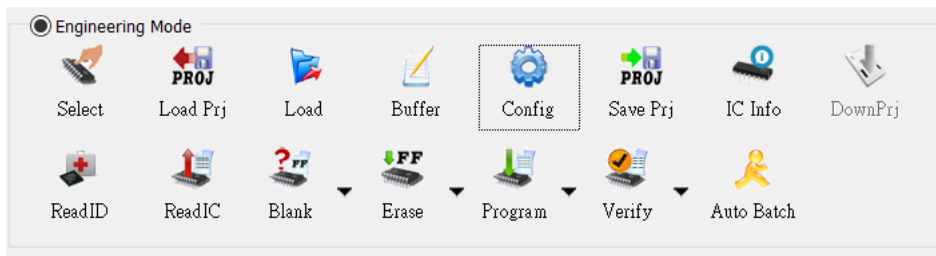 Engineering Mode
PROJ PROJ
Select Load Prj Load Buffer Config Save Prj IC Info DownPrj
? FF FF
ReadID ReadIC Blank Erase Program Verify Auto Batch